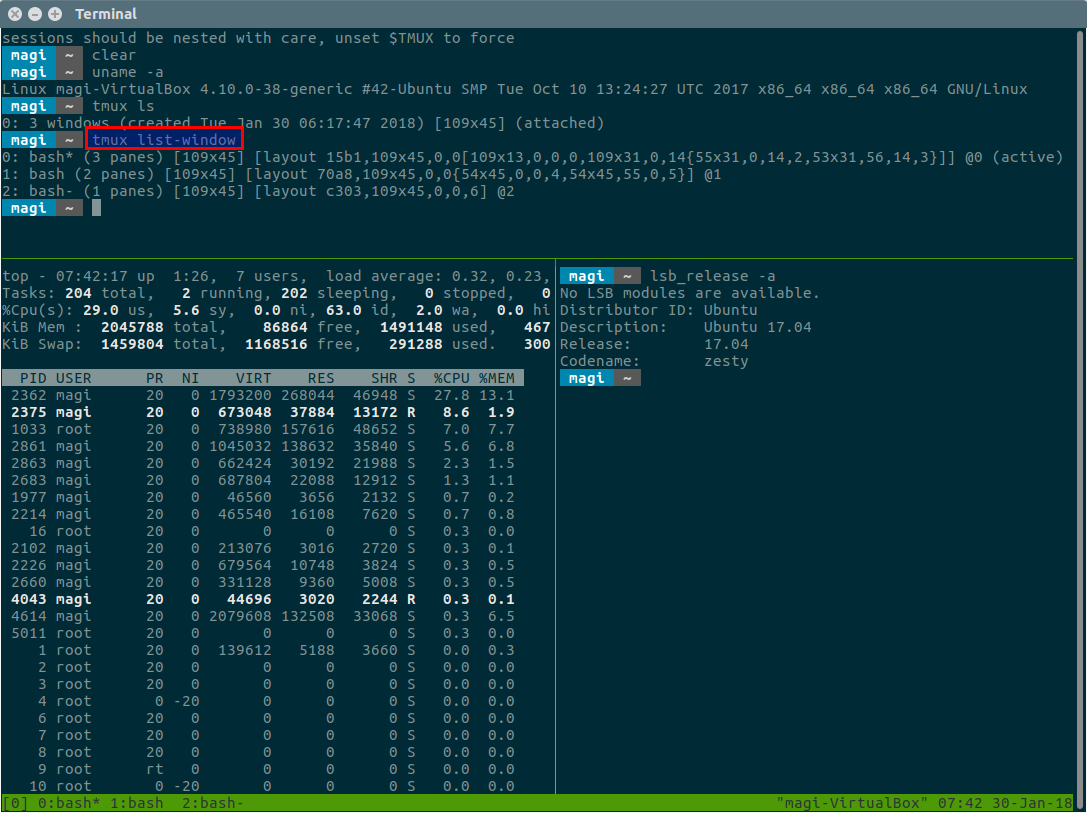 Terminal
sessions should be nested with care, unset $TMUX to force
magi ~ clear
magi ~ uname -a
Linux magi-VirtualBox 4.10.0-38-generic #42-Ubuntu SMP Tue Oct 10 13:24:27 UTC 2017 x86_64 x86_64 x86_64 GNU/Linux
magi ~ tmux ls
0: 3 windows (created Tue Jan 30 06:17:47 2018) [109x45] (attached)
magi ~ tmux list-window
0: bash* (3 panes) [109x45] [layout 15b1,109x45,0,0[109x13,0,0,0,109x31,0,14{55x31,0,14,2,53x31,56,14,3}]] @0 (active)
1: bash (2 panes) [109x45] [layout 70a8,109x45,0,0{54x45,0,0,4,54x45,55,0,5}] @1
2: bash- (1 panes) [109x45] [layout c303,109x45,0,0,6] @2
magi ~
top - 07:42:17 up  1:26,  7 users,  load average: 0.32, 0.23,
Tasks: 204 total,   2 running, 202 sleeping,   0 stopped,   0
%Cpu(s): 29.0 us,  5.6 sy,  0.0 ni, 63.0 id,  2.0 wa,  0.0 hi
KiB Mem :  2045788 total,    86864 free,  1491148 used,   467
KiB Swap:  1459804 total,  1168516 free,   291288 used.   300
PID USER      PR  NI    VIRT    RES    SHR S  %CPU %MEM
2362 magi      20   0 1793200 268044  46948 S  27.8 13.1
2375 magi      20   0  673048  37884  13172 R   8.6  1.9
1033 root      20   0  738980 157616  48652 S   7.0  7.7
2861 magi      20   0 1045032 138632  35840 S   5.6  6.8
2863 magi      20   0  662424  30192  21988 S   2.3  1.5
2683 magi      20   0  687804  22088  12912 S   1.3  1.1
1977 magi      20   0   46560   3656   2132 S   0.7  0.2
2214 magi      20   0  465540  16108   7620 S   0.7  0.8
16 root      20   0       0      0      0 S   0.3  0.0
2102 magi      20   0  213076   3016   2720 S   0.3  0.1
2226 magi      20   0  679564  10748   3824 S   0.3  0.5
2660 magi      20   0  331128   9360   5008 S   0.3  0.5
4043 magi      20   0   44696   3020   2244 R   0.3  0.1
4614 magi      20   0 2079608 132508  33068 S   0.3  6.5
5011 root      20   0       0      0      0 S   0.3  0.0
1 root      20   0  139612   5188   3660 S   0.0  0.3
2 root      20   0       0      0      0 S   0.0  0.0
3 root      20   0       0      0      0 S   0.0  0.0
4 root       0 -20       0      0      0 S   0.0  0.0
6 root      20   0       0      0      0 S   0.0  0.0
7 root      20   0       0      0      0 S   0.0  0.0
8 root      20   0       0      0      0 S   0.0  0.0
9 root      rt   0       0      0      0 S   0.0  0.0
10 root       0 -20       0      0      0 S   0.0  0.0
magi ~ lsb_release -a
No LSB modules are available.
Distributor ID: Ubuntu
Description:    Ubuntu 17.04
Release:        17.04
Codename:       zesty
magi ~
[0] 0:bash* 1:bash  2:bash- "magi-VirtualBox" 07:42 30-Jan-18